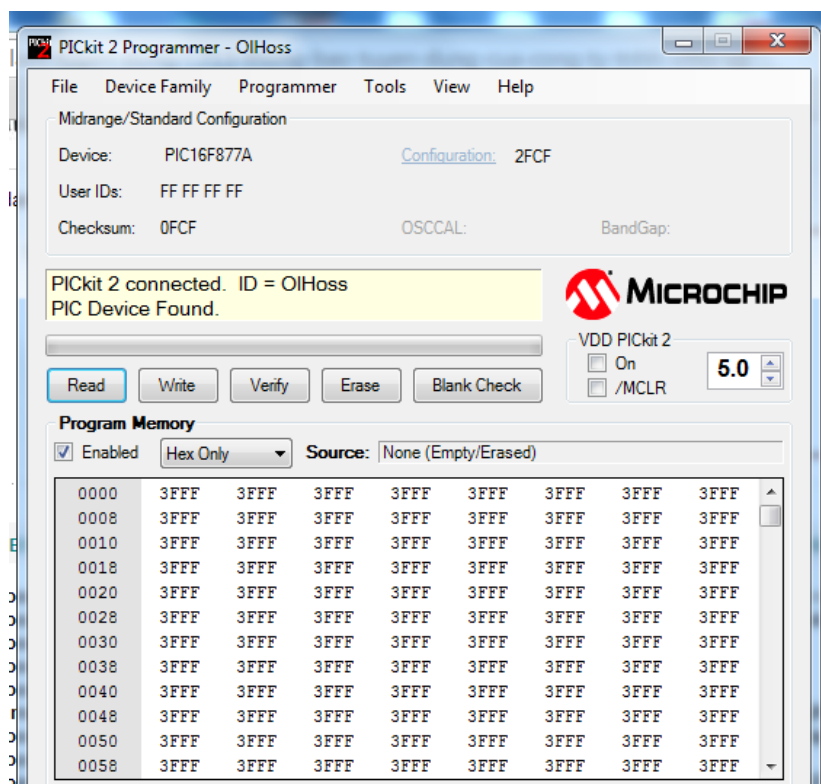 PICkit 2 Programmer - OlHoss
File Device Family Programmer Tools View Help
Midrange/Standard Configuration
Device: PIC16F877A Configuration: 2FCF
User IDs: FF FF FF FF
Checksum: 0FCF OSCCAL: BandGap:
PICkit 2 connected. ID = OlHoss
PIC Device Found.
MICROCHIP
VDD PICkit 2
On
/MCLR
5.0
Read Write Verify Erase Blank Check
Program Memory
Enabled Hex Only Source: None (Empty/Erased)
0000 3FFF 3FFF 3FFF 3FFF 3FFF 3FFF 3FFF 3FFF
0008 3FFF 3FFF 3FFF 3FFF 3FFF 3FFF 3FFF 3FFF
0010 3FFF 3FFF 3FFF 3FFF 3FFF 3FFF 3FFF 3FFF
0018 3FFF 3FFF 3FFF 3FFF 3FFF 3FFF 3FFF 3FFF
0020 3FFF 3FFF 3FFF 3FFF 3FFF 3FFF 3FFF 3FFF
0028 3FFF 3FFF 3FFF 3FFF 3FFF 3FFF 3FFF 3FFF
0030 3FFF 3FFF 3FFF 3FFF 3FFF 3FFF 3FFF 3FFF
0038 3FFF 3FFF 3FFF 3FFF 3FFF 3FFF 3FFF 3FFF
0040 3FFF 3FFF 3FFF 3FFF 3FFF 3FFF 3FFF 3FFF
0048 3FFF 3FFF 3FFF 3FFF 3FFF 3FFF 3FFF 3FFF
0050 3FFF 3FFF 3FFF 3FFF 3FFF 3FFF 3FFF 3FFF
0058 3FFF 3FFF 3FFF 3FFF 3FFF 3FFF 3FFF 3FFF